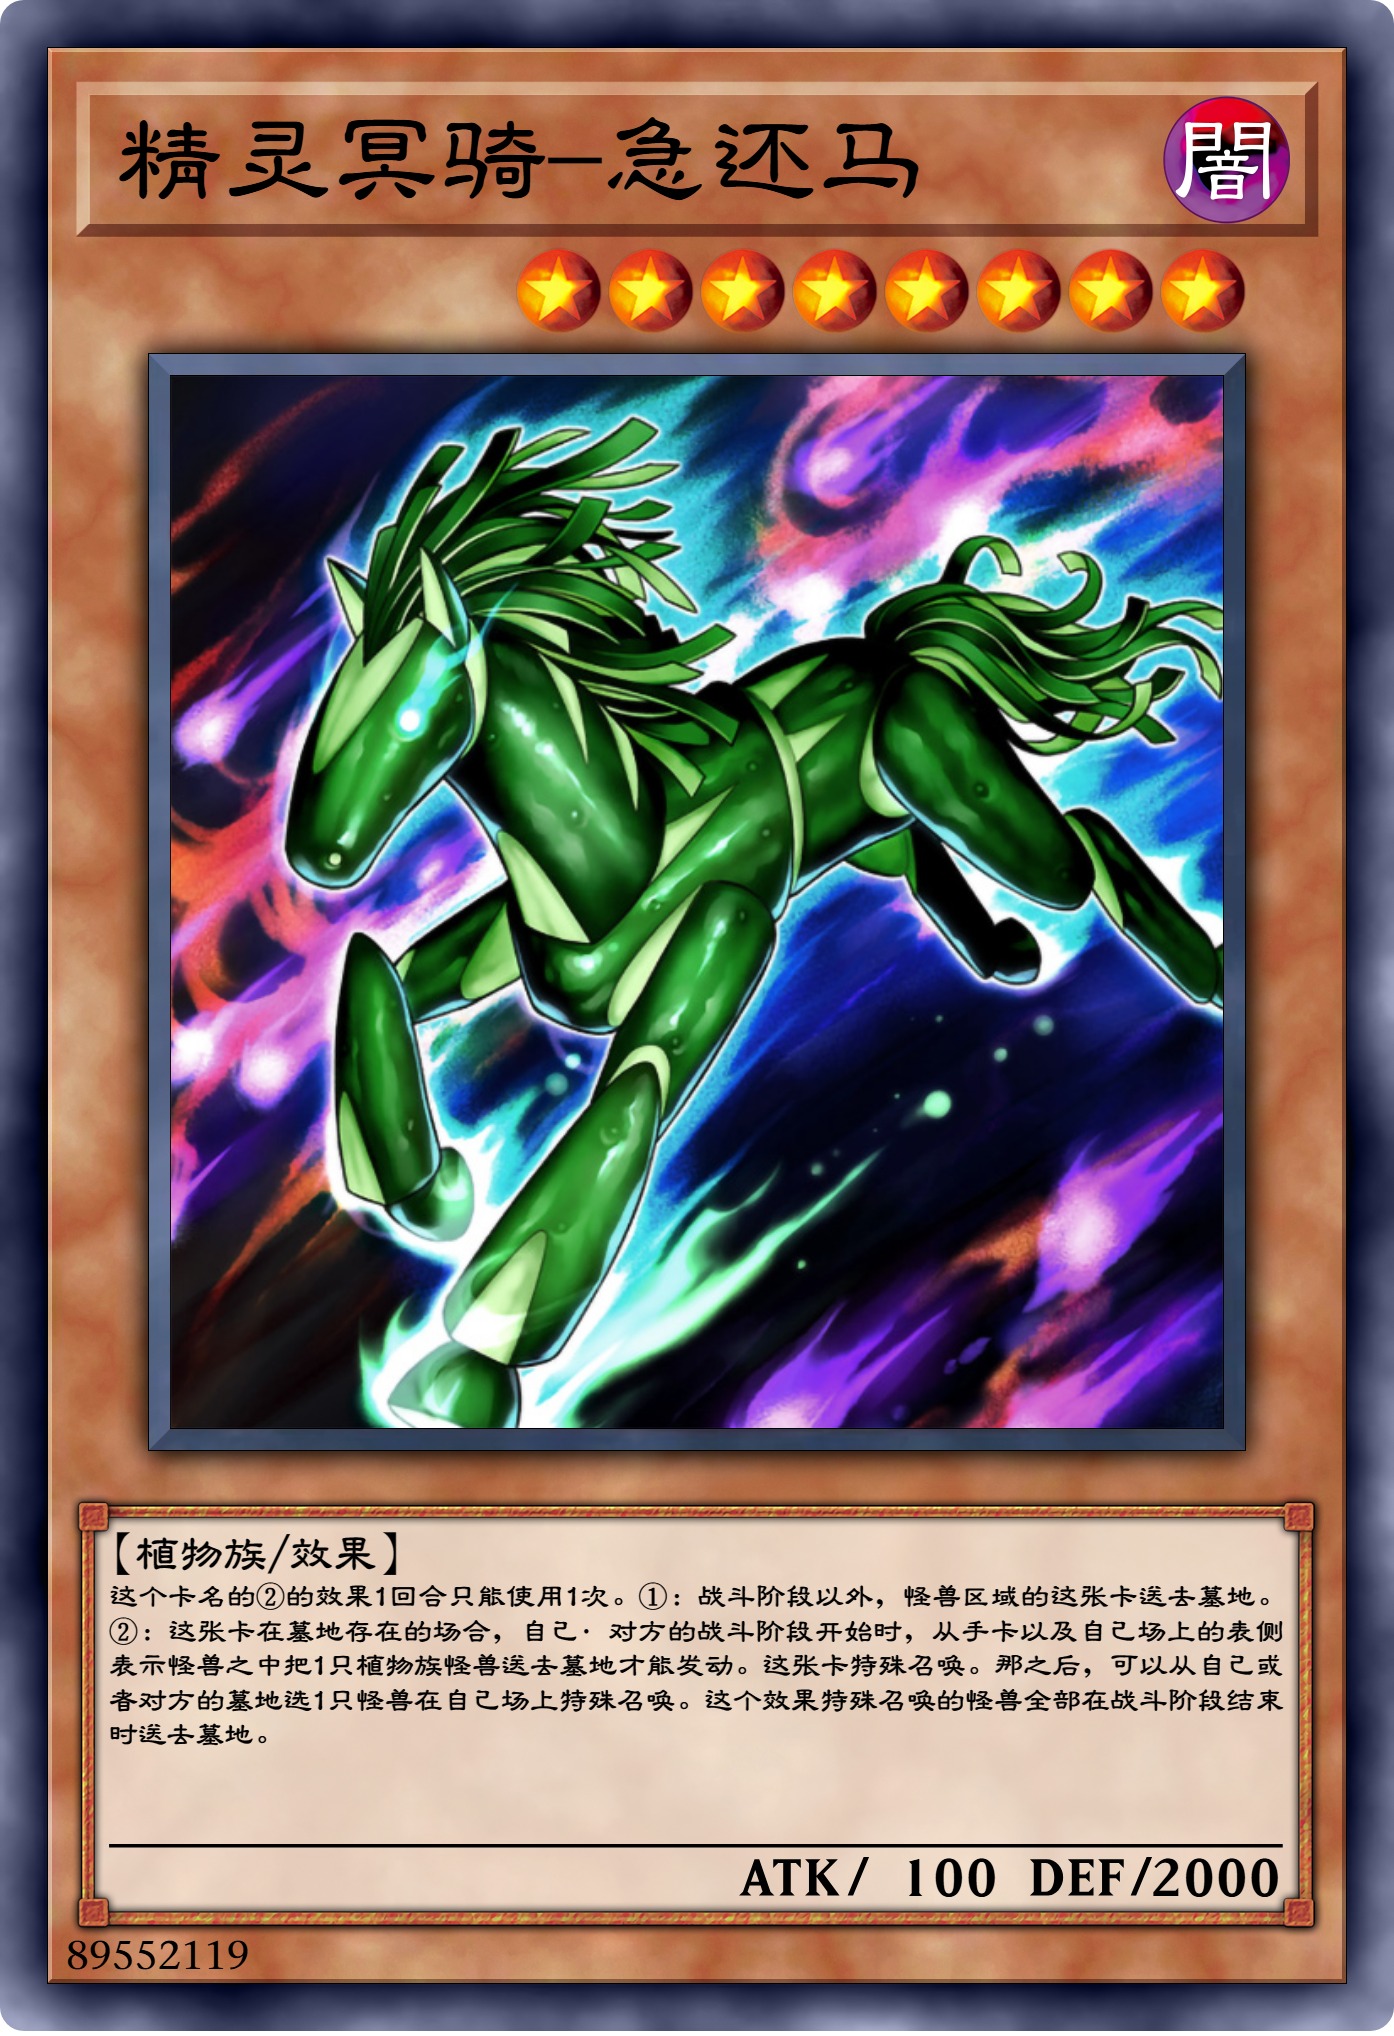 精灵冥骑-急还马
闇
【植物族/效果】
这个卡名的②的效果1回合只能使用1次。①：战斗阶段以外，怪兽区域的这张卡送去墓地。
②：这张卡在墓地存在的场合，自己·对方的战斗阶段开始时，从手卡以及自己场上的表侧
表示怪兽之中把1只植物族怪兽送去墓地才能发动。这张卡特殊召唤。那之后，可以从自己或
者对方的墓地选1只怪兽在自己场上特殊召唤。这个效果特殊召唤的怪兽全部在战斗阶段结束
时送去墓地。
ATK/ 100 DEF/2000
89552119